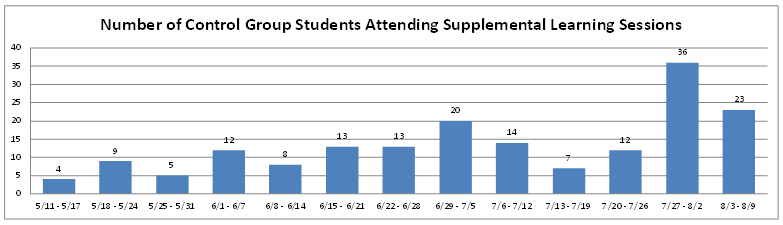 Number of Control Group Students Attending Supplemental Learning Sessions
40
35
30
25
20
15
10
5
0
4
9
5
12
8
13
13
20
14
7
12
36
23
5/11 - 5/17
5/18 - 5/24
5/25 - 5/31
6/1 - 6/7
6/8 - 6/14
6/15 - 6/21
6/22 - 6/28
6/29 - 7/5
7/6 - 7/12
7/13 - 7/19
7/20 - 7/26
7/27 - 8/2
8/3 - 8/9